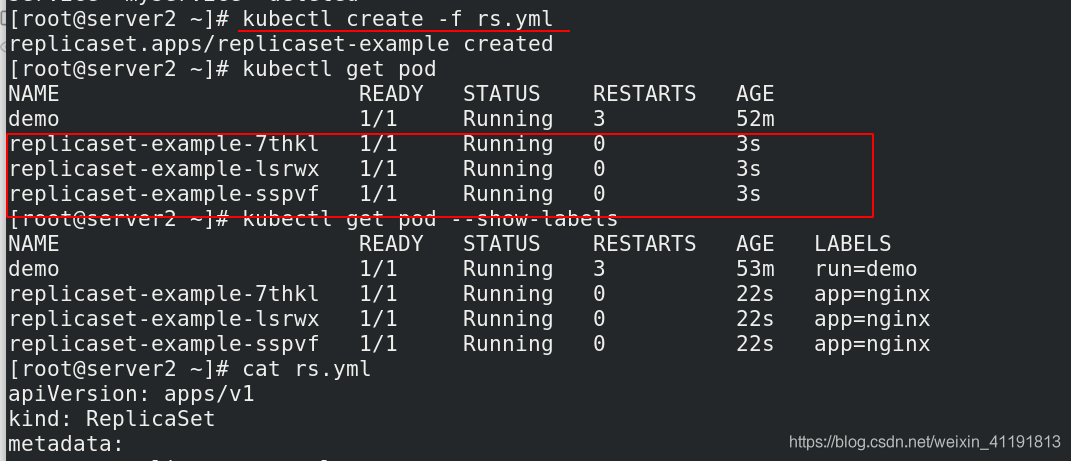 [root@server2 ~]# kubectl create -f rs.yml
replicaset.apps/replicaset-example created
[root@server2 ~]# kubectl get pod
NAME READY STATUS RESTARTS AGE
demo 1/1 Running 3 52m
replicaset-example-7thkl 1/1 Running 0 3s
replicaset-example-lsrwx 1/1 Running 0 3s
replicaset-example-sspvf 1/1 Running 0 3s
[root@server2 ~]# kubectl get pod --show-labels
NAME READY STATUS RESTARTS AGE LABELS
demo 1/1 Running 3 53m run=demo
replicaset-example-7thkl 1/1 Running 0 22s app=nginx
replicaset-example-lsrwx 1/1 Running 0 22s app=nginx
replicaset-example-sspvf 1/1 Running 0 22s app=nginx
[root@server2 ~]# cat rs.yml
apiVersion: apps/v1
kind: ReplicaSet
metadata:
https://blog.csdn.net/weixin_41191813